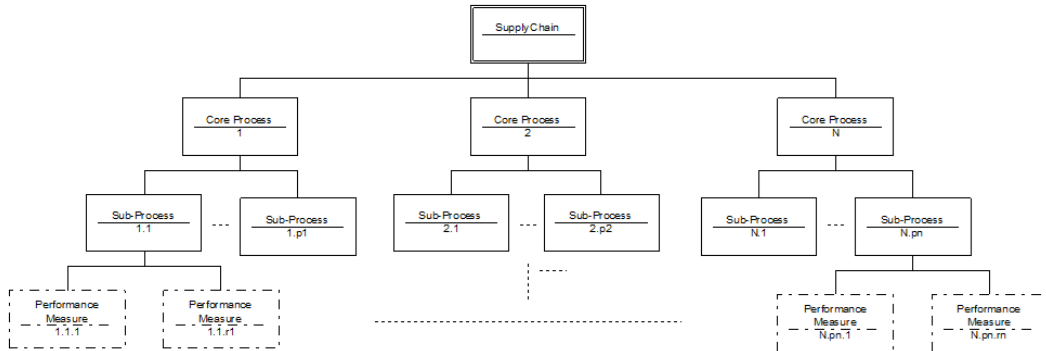 Supply Chain
Core Process
1
Core Process
2
Core Process
N
Sub-Process
1.1
Sub-Process
1.p1
Sub-Process
2.1
Sub-Process
2.p2
Sub-Process
N.1
Sub-Process
N.pn
Performance
Measure
1.1.1
Performance
Measure
1.1.r1
Performance
Measure
N.pn.1
Performance
Measure
N.pn.rn